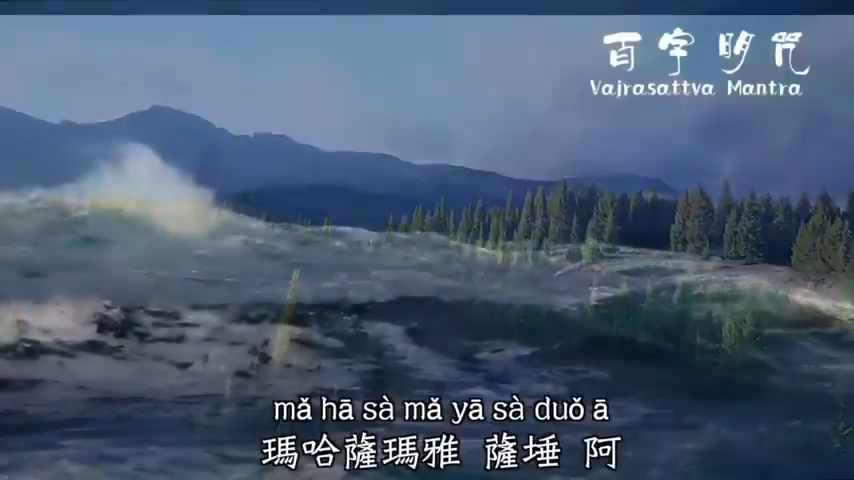 百字明咒
Vajrasattva Mantra
mǎ hā sà mǎ yā sà duǒ ā
瑪哈薩瑪雅 薩埵 阿